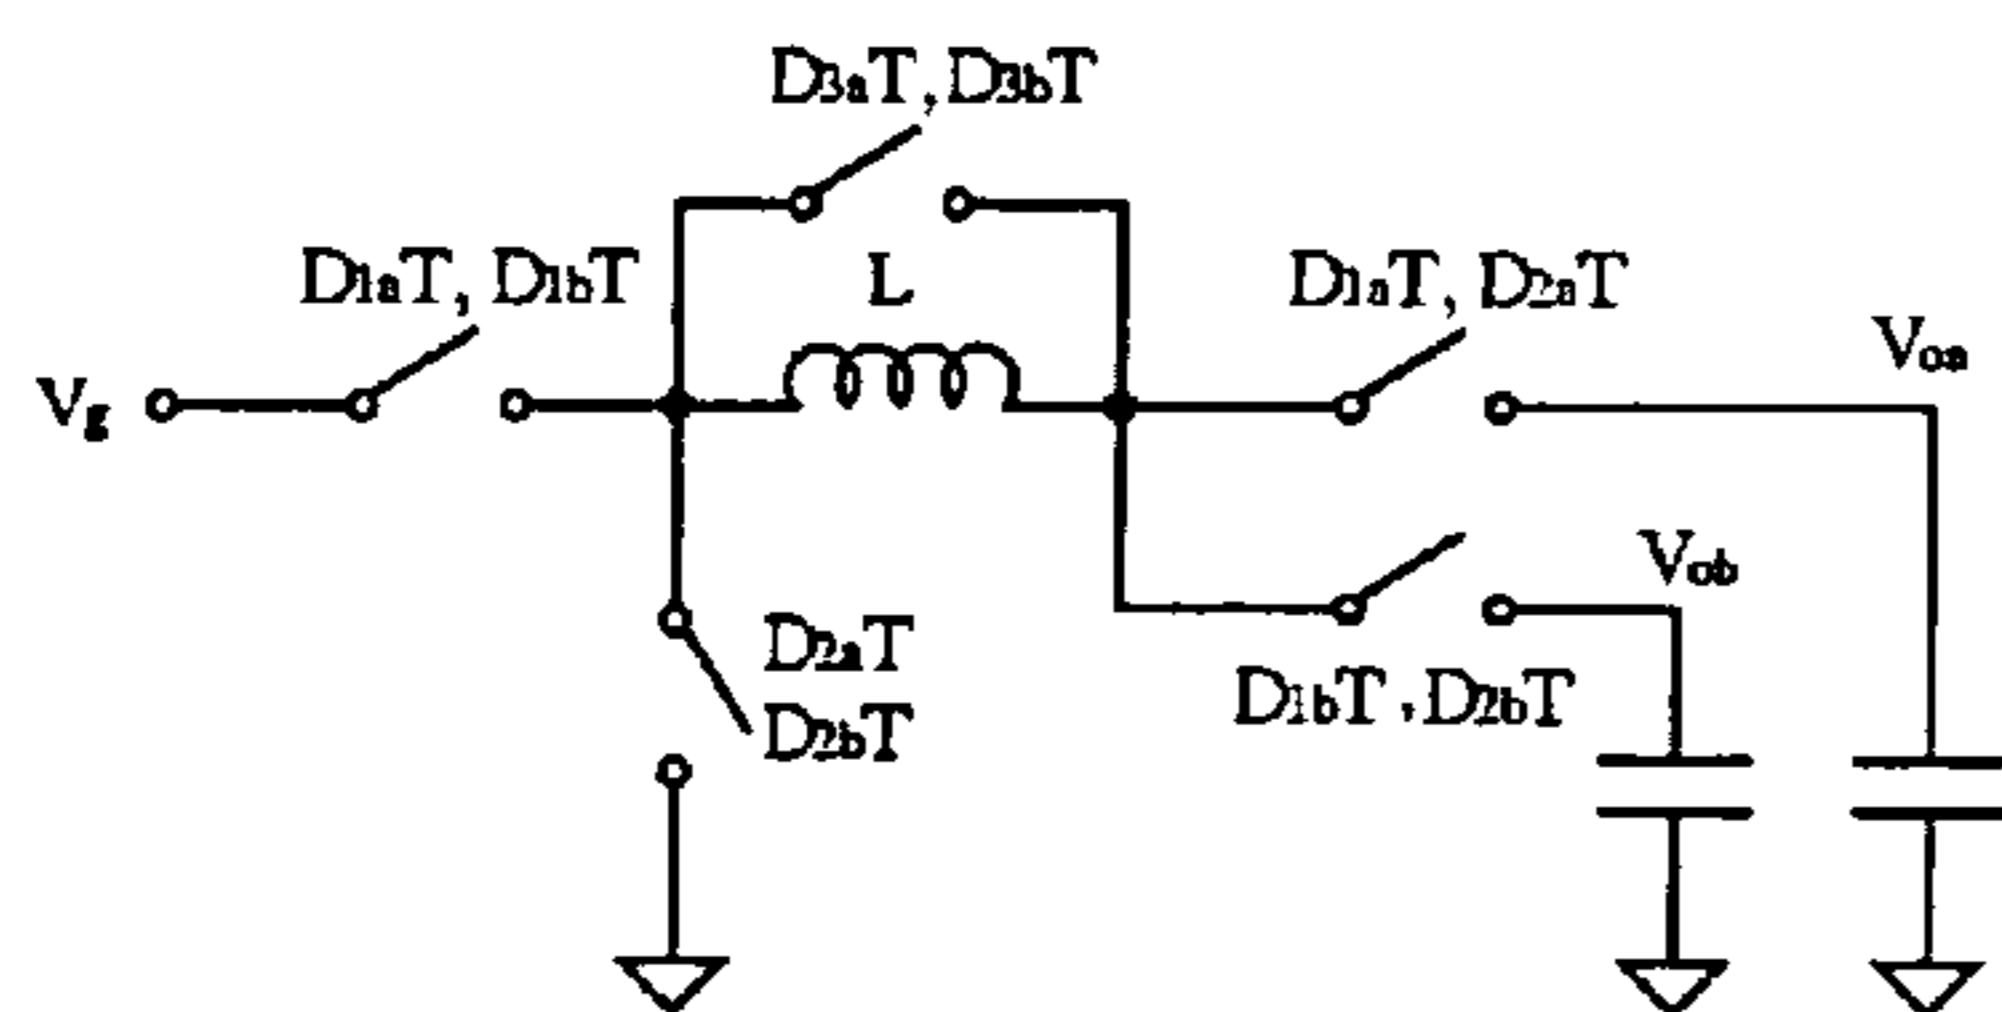 D3aT, D3bT
D1aT, D1bT
L
D1aT, D2aT
Voa
Vg
Vob
D2aT
D2bT
D1bT, D2bT